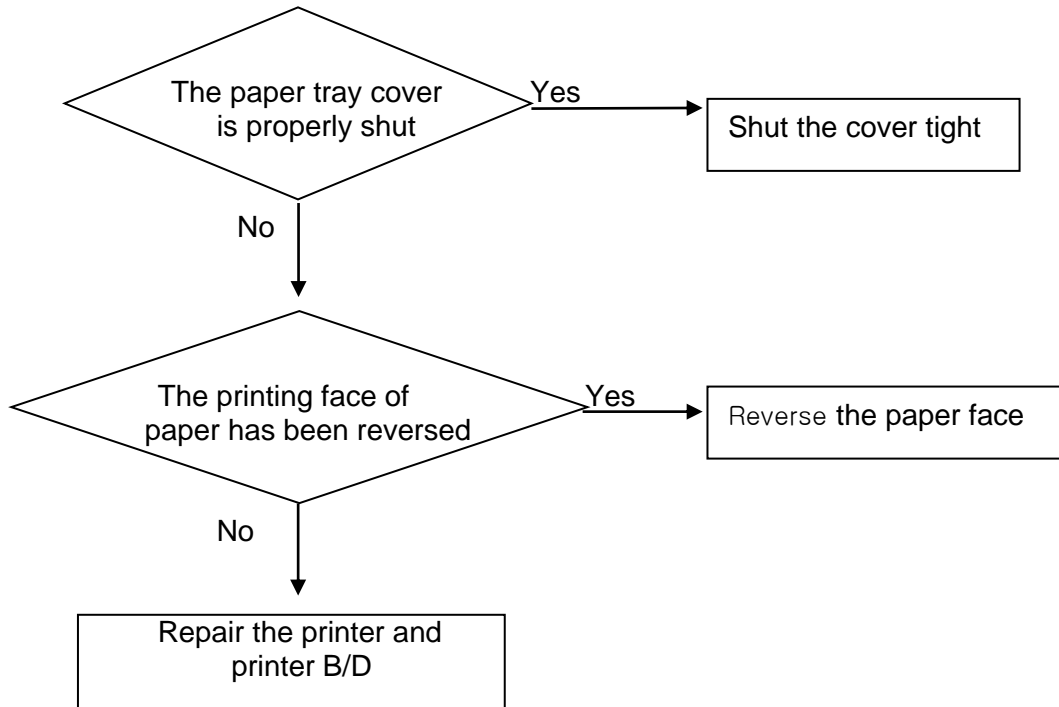 The paper tray cover
is properly shut
Yes
Shut the cover tight
No
The printing face of
paper has been reversed
Yes
Reverse the paper face
No
Repair the printer and
printer B/D